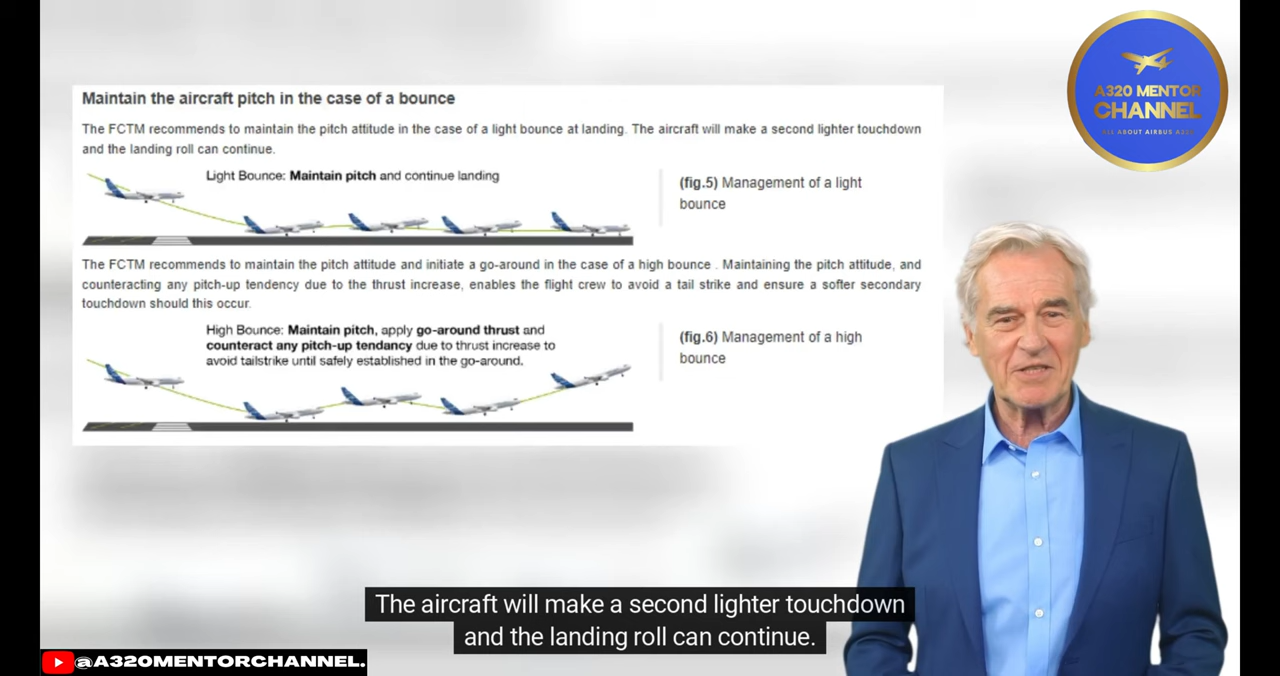 Maintain the aircraft pitch in the case of a bounce
The FCTM recommends to maintain the pitch attitude in the case of a light bounce at landing. The aircraft will make a second lighter touchdown
and the landing roll can continue.
Light Bounce: Maintain pitch and continue landing
(fig.5) Management of a light
bounce
The FCTM recommends to maintain the pitch attitude and initiate a go-around in the case of a high bounce . Maintaining the pitch attitude, and
counteracting any pitch-up tendency due to the thrust increase, enables the flight crew to avoid a tail strike and ensure a softer secondary
touchdown should this occur.
High Bounce: Maintain pitch, apply go-around thrust and
counteract any pitch-up tendancy due to thrust increase to
avoid tailstrike until safely established in the go-around.
(fig.6) Management of a high
bounce
A320 MENTOR
CHANNEL
ALL ABOUT AIRBUS A320
The aircraft will make a second lighter touchdown
and the landing roll can continue.
@A320MENTORCHANNEL.